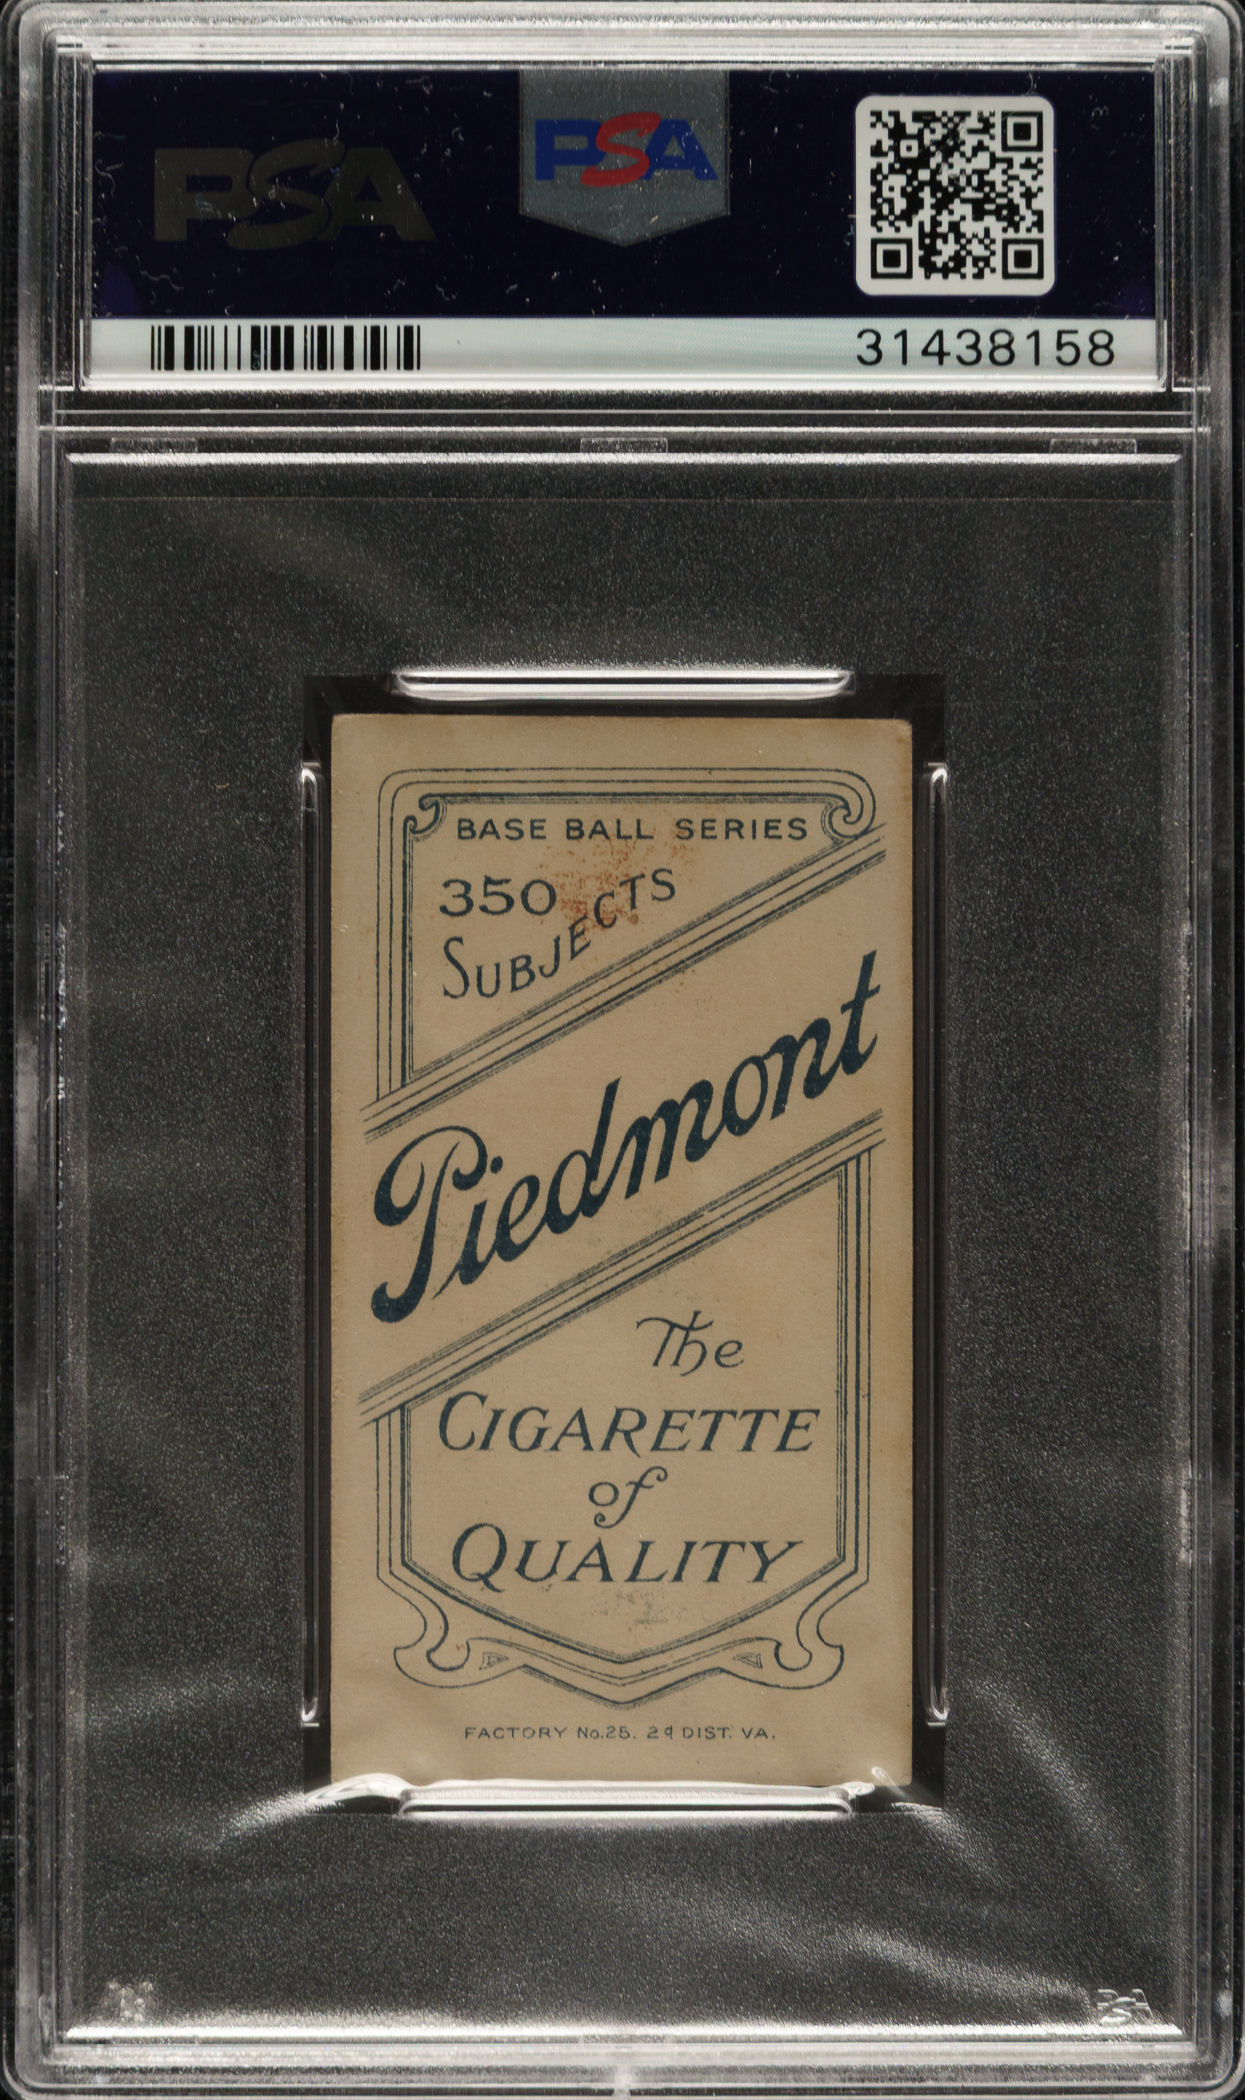 PSA
PSA
31438158
BASE BALL SERIES
350
SUBJECTS
Piedmont
The
CIGARETTE
of
QUALITY
FACTORY No.25. 2d DIST. VA.
PSA